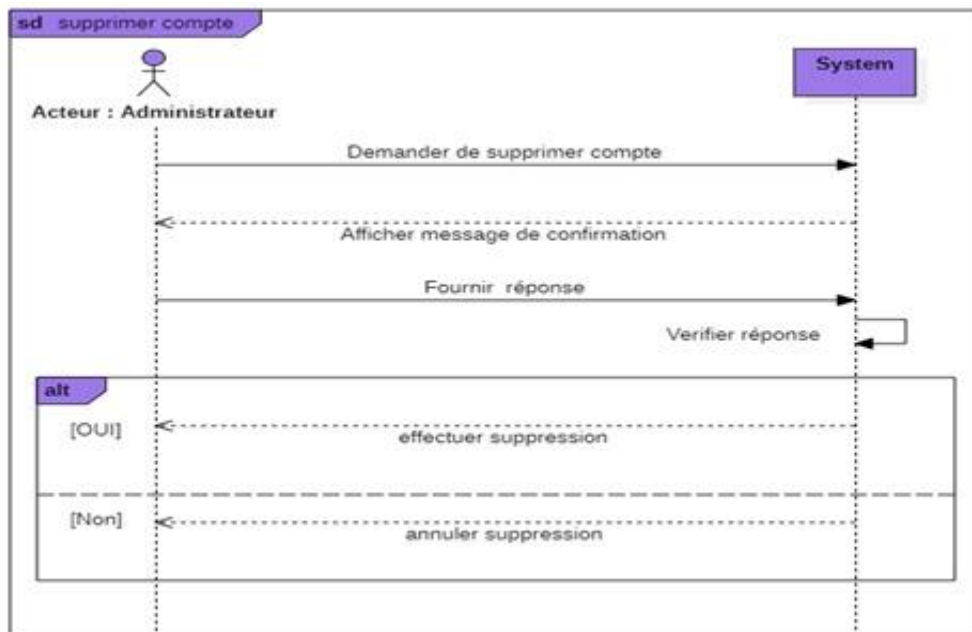 sd supprimer compte
System
Acteur : Administrateur
Demander de supprimer compte
Afficher message de confirmation
Fournir réponse
Verifier réponse
alt
[OUI]
effectuer suppression
[Non]
annuler suppression